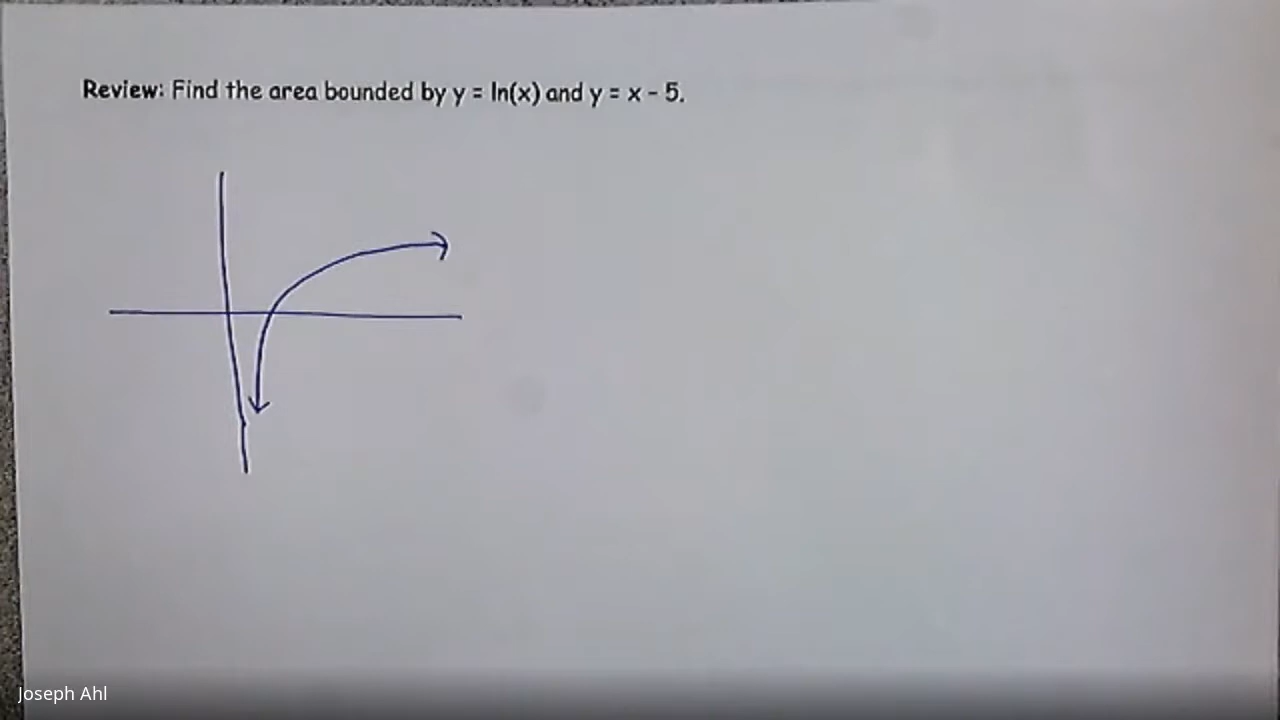 Review: Find the area bounded by y = ln(x) and y = x - 5.
Joseph Ahl